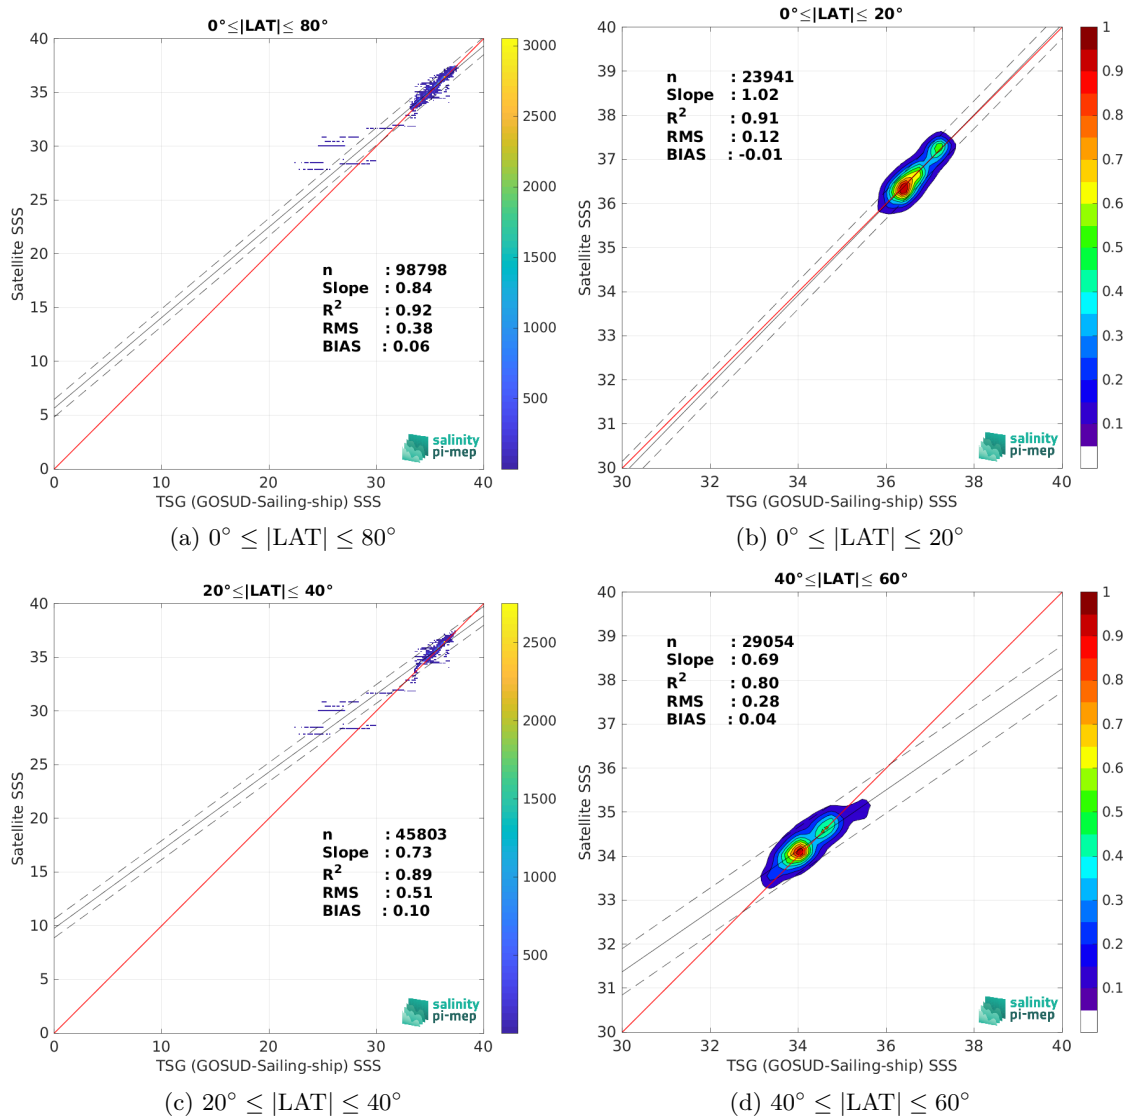 0°≤|LAT|≤ 80°
40
35
30
25
20
15
10
5
0
Satellite SSS
n : 98798
Slope : 0.84
R² : 0.92
RMS : 0.38
BIAS : 0.06
salinity
pi-mep
0 10 20 30 40
TSG (GOSUD-Sailing-ship) SSS
3000
2500
2000
1500
1000
500
(a) 0° ≤ |LAT| ≤ 80°
0°≤|LAT|≤ 20°
40
39
38
37
36
35
34
33
32
31
30
Satellite SSS
n : 23941
Slope : 1.02
R² : 0.91
RMS : 0.12
BIAS : -0.01
salinity
pi-mep
30 32 34 36 38 40
TSG (GOSUD-Sailing-ship) SSS
1
0.9
0.8
0.7
0.6
0.5
0.4
0.3
0.2
0.1
(b) 0° ≤ |LAT| ≤ 20°
20°≤|LAT|≤ 40°
40
35
30
25
20
15
10
5
0
Satellite SSS
n : 45803
Slope : 0.73
R² : 0.89
RMS : 0.51
BIAS : 0.10
salinity
pi-mep
0 10 20 30 40
TSG (GOSUD-Sailing-ship) SSS
2500
2000
1500
1000
500
(c) 20° ≤ |LAT| ≤ 40°
40°≤|LAT|≤ 60°
40
39
38
37
36
35
34
33
32
31
30
Satellite SSS
n : 29054
Slope : 0.69
R² : 0.80
RMS : 0.28
BIAS : 0.04
salinity
pi-mep
30 32 34 36 38 40
TSG (GOSUD-Sailing-ship) SSS
1
0.9
0.8
0.7
0.6
0.5
0.4
0.3
0.2
0.1
(d) 40° ≤ |LAT| ≤ 60°